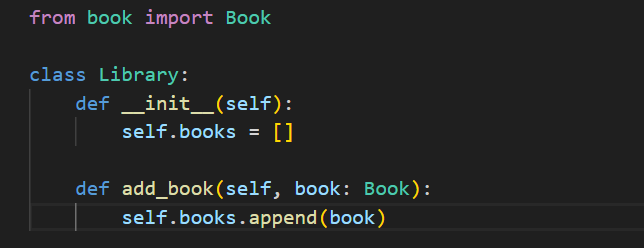 from book import Book
class Library:
    def __init__(self):
        self.books = []
    def add_book(self, book: Book):
        self.books.append(book)